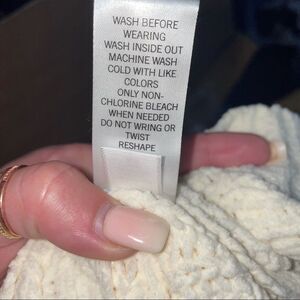 WASH BEFORE
WEARING
WASH INSIDE OUT
MACHINE WASH
COLD WITH LIKE
COLORS
ONLY NON-
CHLORINE BLEACH
WHEN NEEDED
DO NOT WRING OR
TWIST
RESHAPE